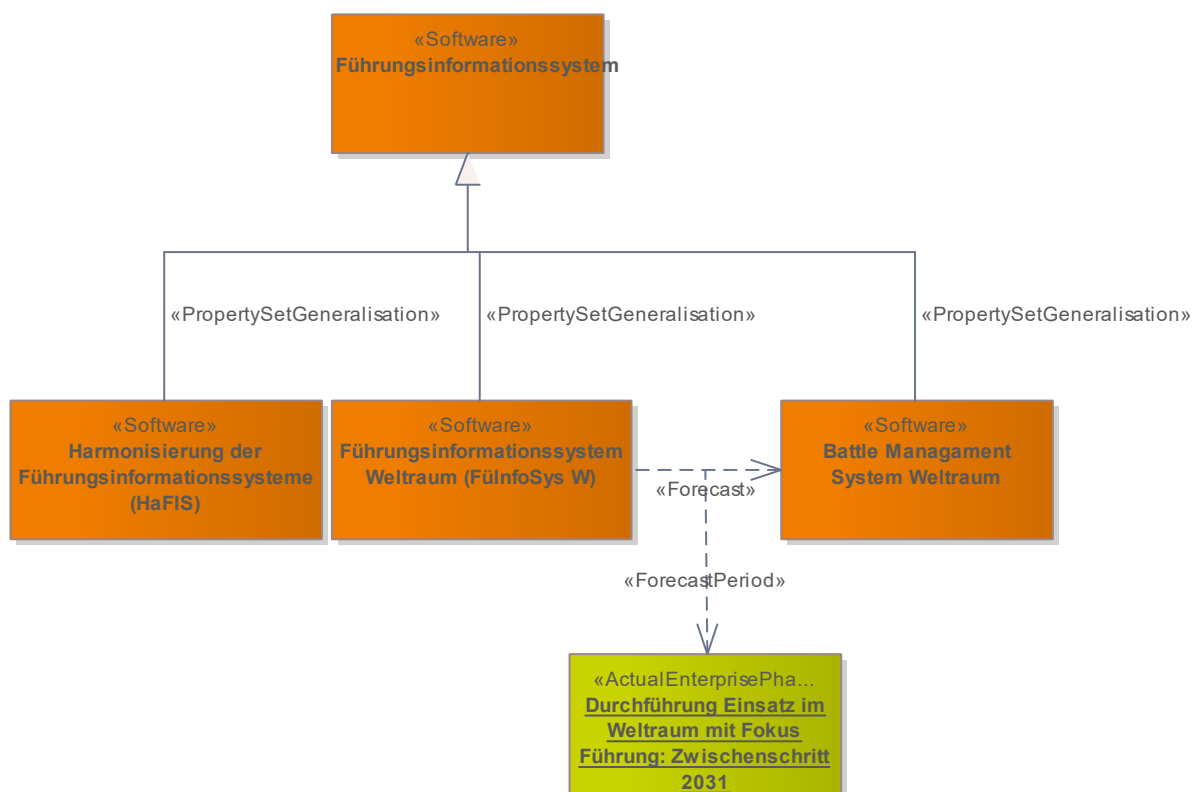 «Software»
Führungsinformationssystem
«PropertySetGeneralisation»
«PropertySetGeneralisation»
«PropertySetGeneralisation»
«Software»
Harmonisierung der
Führungsinformationssysteme
(HaFIS)
«Software»
Führungsinformationssystem
Weltraum (FüInfoSys W)
«Software»
Battle Managament
System Weltraum
«Forecast»
«ForecastPeriod»
«ActualEnterprisePha...
Durchführung Einsatz im
Weltraum mit Fokus
Führung: Zwischenschritt
2031